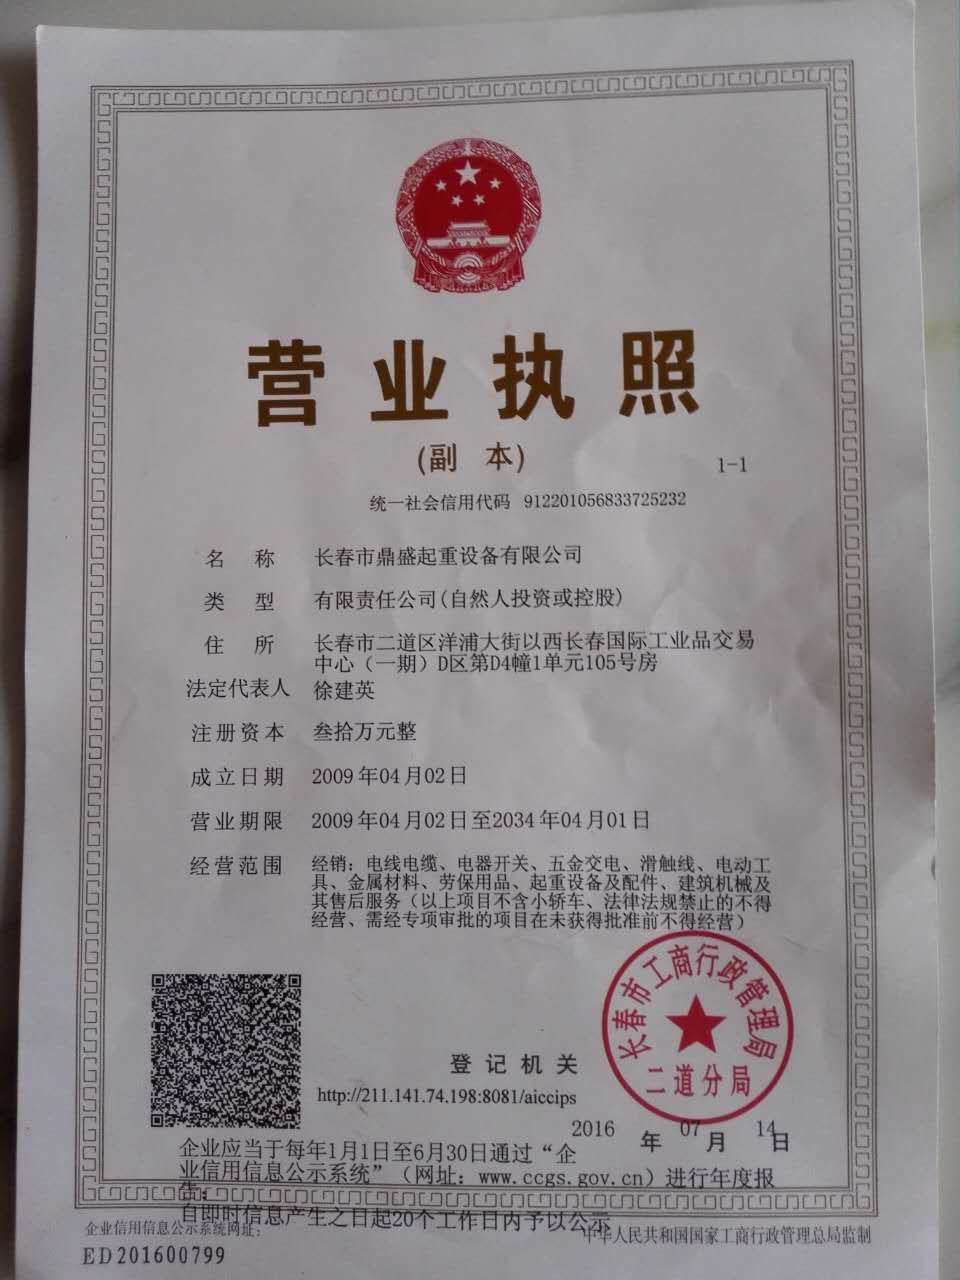 营业执照
(副 本)
1-1
统一社会信用代码 912201056833725232
名 称 长春市鼎盛起重设备有限公司
类 型 有限责任公司(自然人投资或控股)
住 所 长春市二道区洋浦大街以西长春国际工业品交易
中心（一期）D区第D4幢1单元105号房
法定代表人 徐建英
注册资本 叁拾万元整
成立日期 2009年04月02日
营业期限 2009年04月02日至2034年04月01日
经营范围 经销：电线电缆、电器开关、五金交电、滑触线、电动工
具、金属材料、劳保用品、起重设备及配件、建筑机械及
其售后服务（以上项目不含小轿车、法律法规禁止的不得
经营、需经专项审批的项目在未获得批准前不得经营）
长春市工商行政管理局
二道分局
登记机关
http://211.141.74.198:8081/aiccips
2016年07月14日
企业应当于每年1月1日至6月30日通过“企
业信用信息公示系统”（网址：www.ccgs.gov.cn）进行年度报
告；
自即时信息产生之日起20个工作日内予以公示
企业信用信息公示系统网址：
中华人民共和国国家工商行政管理总局监制
ED201600799